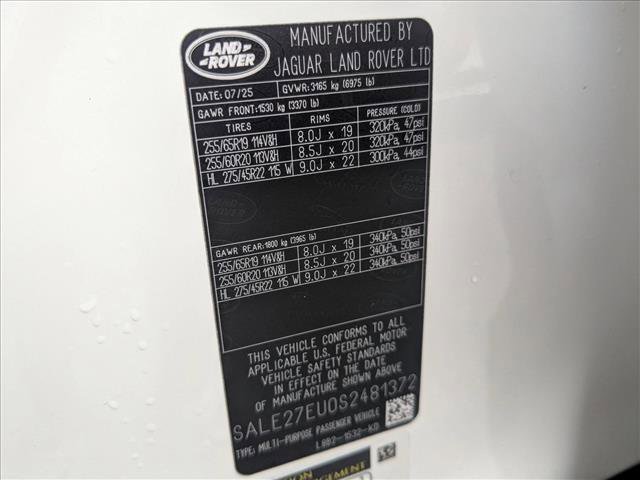 LAND
ROVER
MANUFACTURED BY
JAGUAR LAND ROVER LTD
DATE: 07/25 GVWR: 3165 kg (6975 lb)
GAWR FRONT: 1530 kg (3370 lb)
TIRES RIMS PRESSURE (COLD)
255/65R19 114V&H 8.0J x 19 320kPa, 47psi
255/60R20 113V&H 8.5J x 20 320kPa, 47psi
HL 275/45R22 115 W 9.0J x 22 300kPa, 44psi
GAWR REAR: 1800 kg (3965 lb)
255/65R19 114V&H 8.0J x 19 340kPa, 50psi
255/60R20 113V&H 8.5J x 20 340kPa, 50psi
HL 275/45R22 115 W 9.0J x 22 340kPa, 50psi
THIS VEHICLE CONFORMS TO ALL
APPLICABLE U.S. FEDERAL MOTOR
VEHICLE SAFETY STANDARDS
IN EFFECT ON THE DATE
OF MANUFACTURE SHOWN ABOVE
SALE27EU0S2481372
TYPE: MULTI-PURPOSE PASSENGER VEHICLE
L8B2-1532-KD